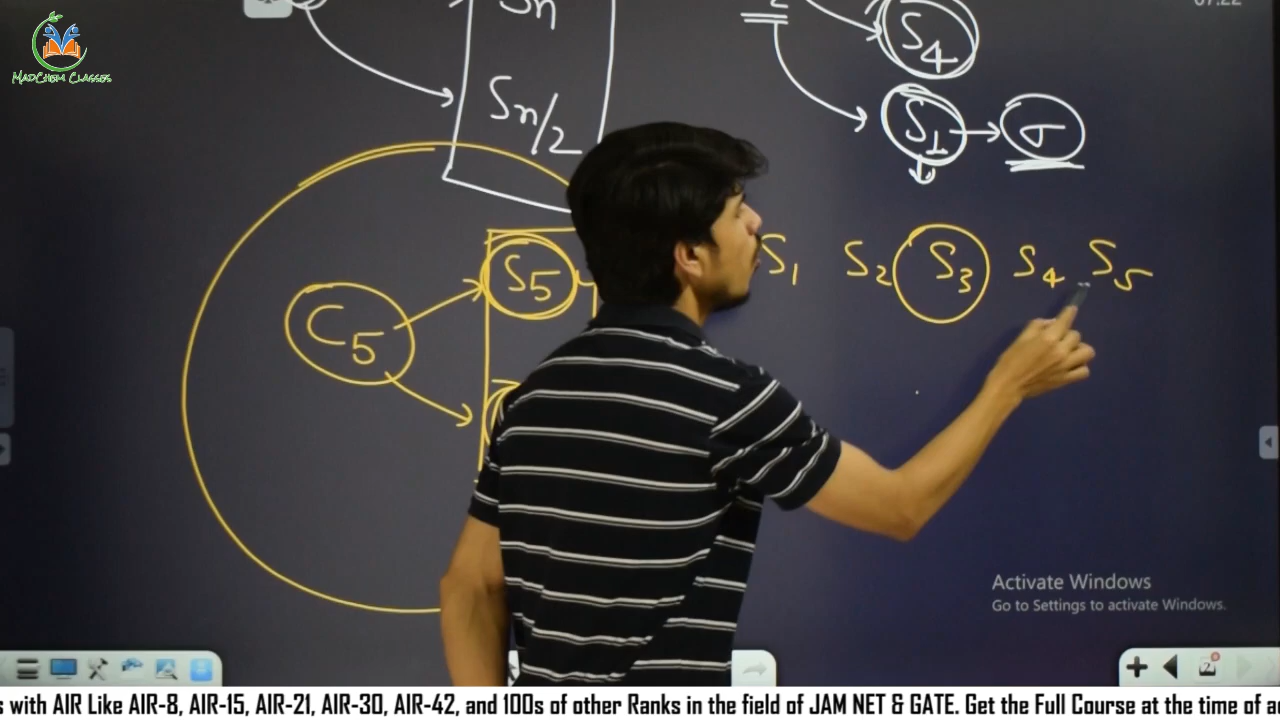 07:22
Sn
Sn/2
S4
S1 → σ
C5
S5
S1 S2 S3 S4 S5
MADCHEM CLASSES
Activate Windows
Go to Settings to activate Windows.
s with AIR Like AIR-8, AIR-15, AIR-21, AIR-30, AIR-42, and 100s of other Ranks in the field of JAM NET & GATE. Get the Full Course at the time of a